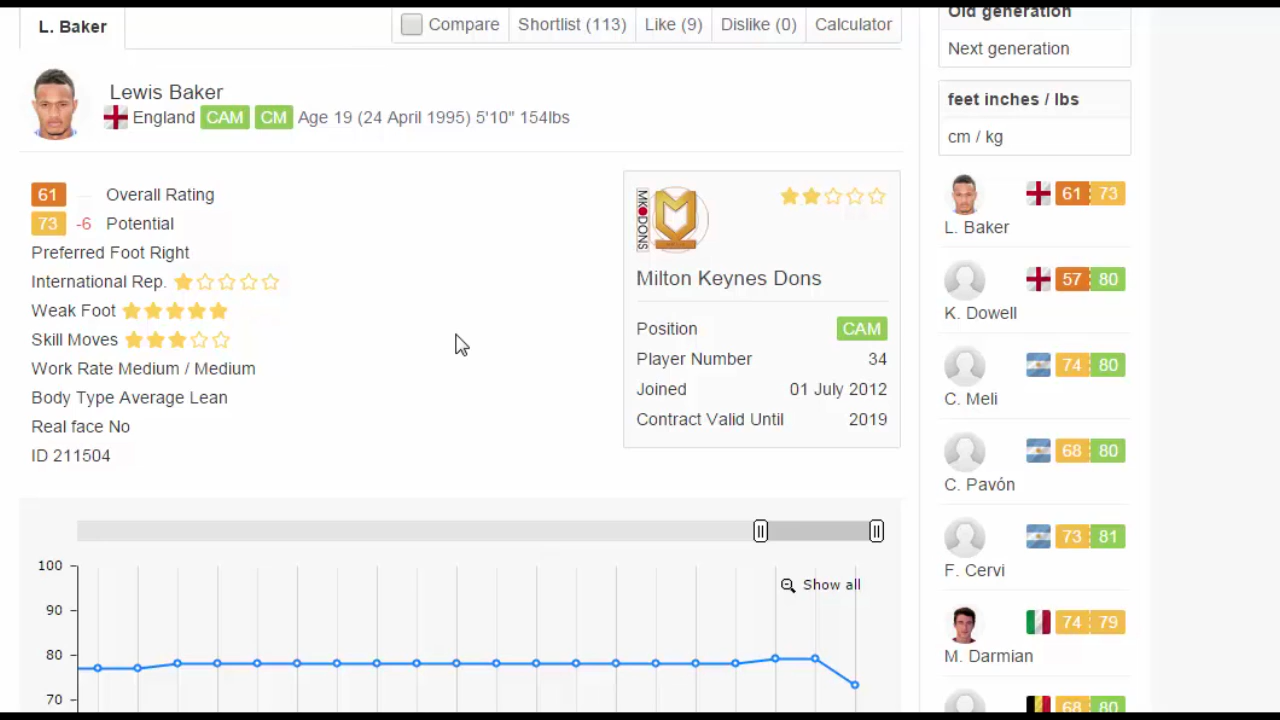 L. Baker
Compare
Shortlist (113)
Like (9)
Dislike (0)
Calculator
Lewis Baker
England CAM CM Age 19 (24 April 1995) 5'10" 154lbs
61 Overall Rating
73 -6 Potential
Preferred Foot Right
International Rep.
Weak Foot
Skill Moves
Work Rate Medium / Medium
Body Type Average Lean
Real face No
ID 211504
MK DONS
Milton Keynes Dons
Position CAM
Player Number 34
Joined 01 July 2012
Contract Valid Until 2019
100
90
80
70
Show all
Old generation
Next generation
feet inches / lbs
cm / kg
61 73
L. Baker
57 80
K. Dowell
74 80
C. Meli
68 80
C. Pavón
73 81
F. Cervi
74 79
M. Darmian
68 80